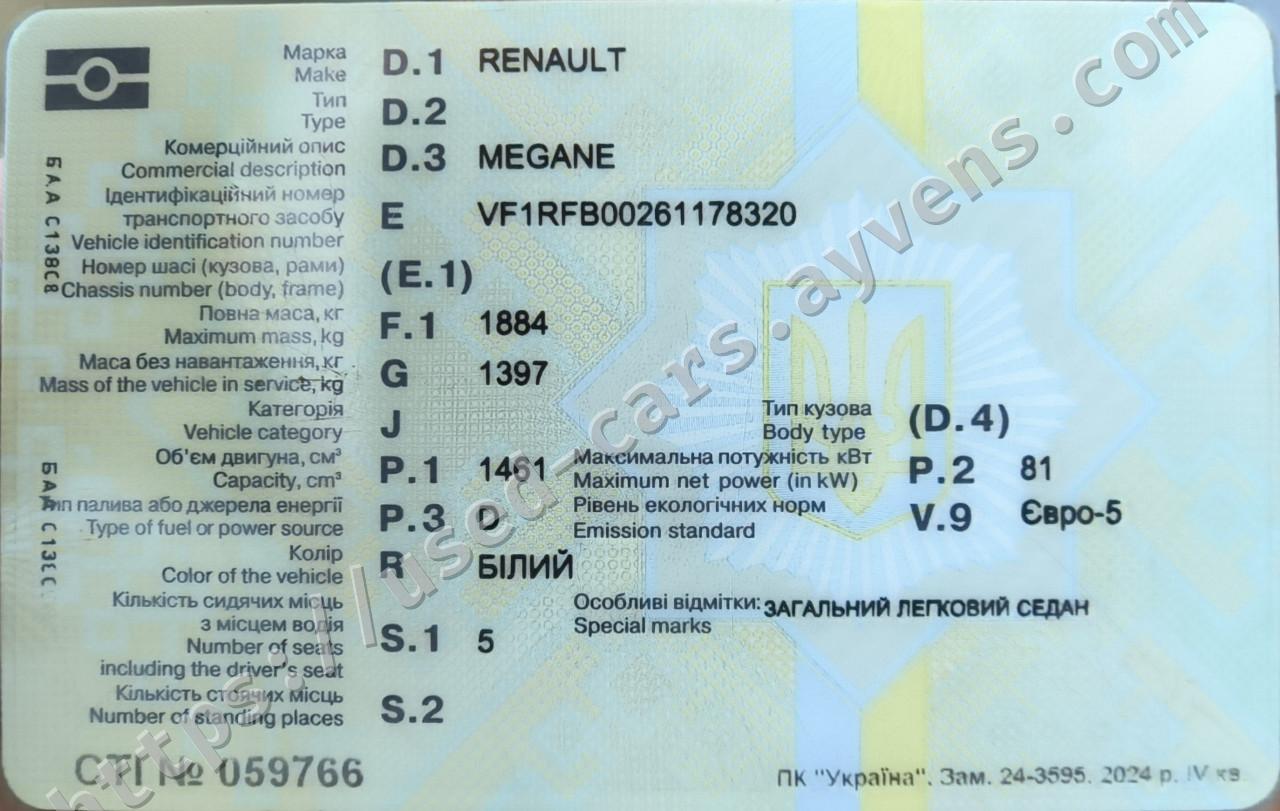 Марка D.1 RENAULT
Make
Тип D.2
Type
Комерційний опис D.3 MEGANE
Commercial description
Ідентифікаційний номер
транспортного засобу E VF1RFB00261178320
Vehicle identification number
Номер шасі (кузова, рами) (E.1)
Chassis number (body, frame)
Повна маса, кг F.1 1884
Maximum mass, kg
Маса без навантаження, кг G 1397
Mass of the vehicle in service, kg
Категорія J Тип кузова (D.4)
Vehicle category Body type
Об'єм двигуна, см³ P.1 1461 Максимальна потужність кВт P.2 81
Capacity, cm³ Maximum net power (in kW)
Тип палива або джерела енергії P.3 D Рівень екологічних норм V.9 Євро-5
Type of fuel or power source Emission standard
Колір R БІЛИЙ
Color of the vehicle
Кількість сидячих місць Особливі відмітки: ЗАГАЛЬНИЙ ЛЕГКОВИЙ СЕДАН
з місцем водія Special marks
Number of seats S.1 5
including the driver's seat
Кількість стоячих місць S.2
Number of standing places
СТІ № 059766
ПК "Україна". Зам. 24-3595. 2024 р. IV кв.
БАА С138С8
https://used-cars.ayvens.com